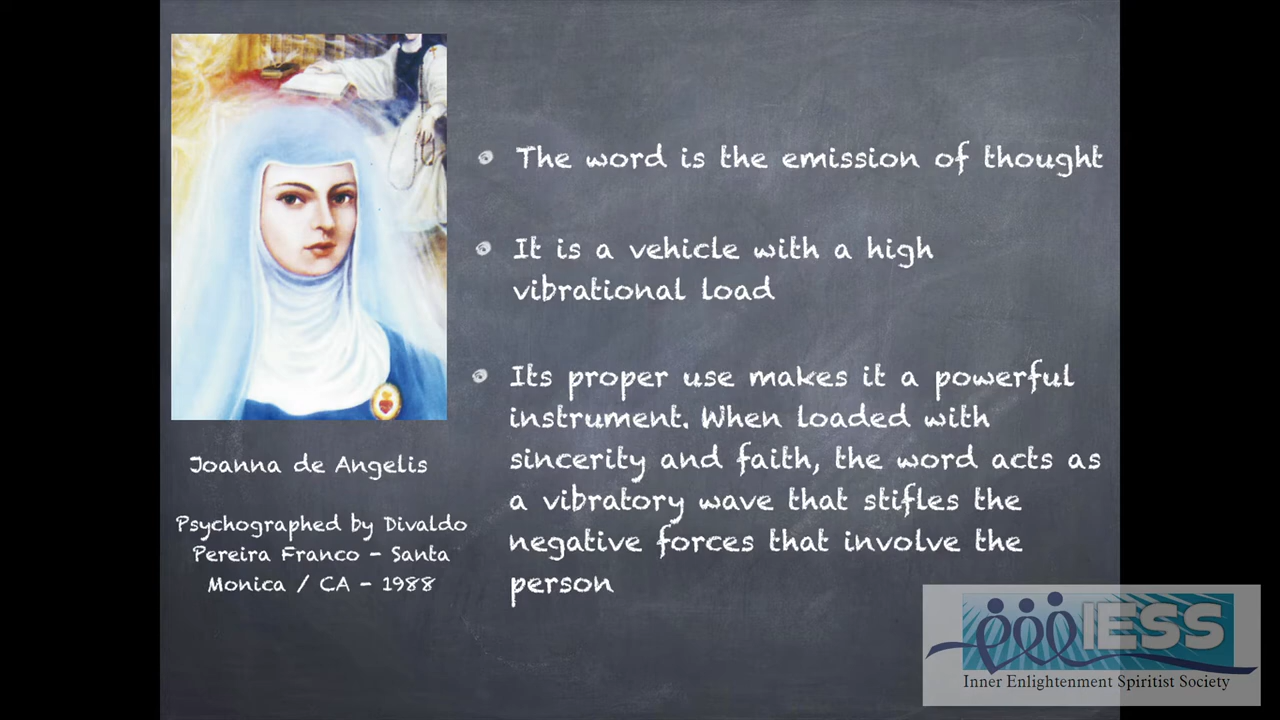 The word is the emission of thought
It is a vehicle with a high
vibrational load
Its proper use makes it a powerful
instrument. When loaded with
sincerity and faith, the word acts as
a vibratory wave that stifles the
negative forces that involve the
person
Joanna de Angelis
Psychographed by Divaldo
Pereira Franco - Santa
Monica / CA - 1988
IESS
Inner Enlightenment Spiritist Society